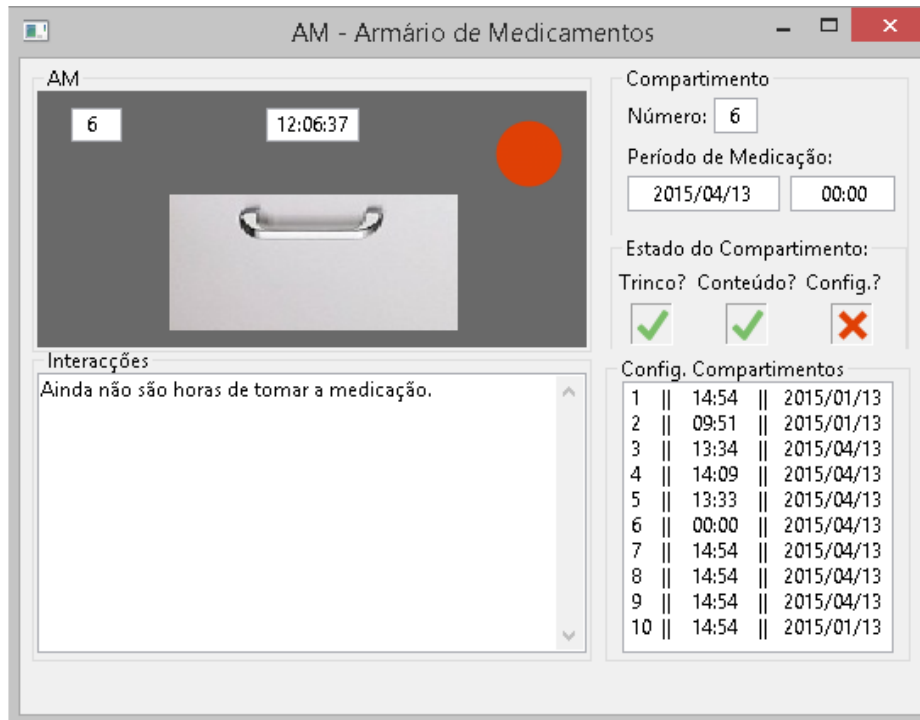 AM - Armário de Medicamentos
AM
6
12:06:37
Compartimento
Número: 6
Período de Medicação:
2015/04/13 00:00
Estado do Compartimento:
Trinco? Conteúdo? Config.?
Interacções
Ainda não são horas de tomar a medicação.
Config. Compartimentos
1 || 14:54 || 2015/01/13
2 || 09:51 || 2015/01/13
3 || 13:34 || 2015/04/13
4 || 14:09 || 2015/04/13
5 || 13:33 || 2015/04/13
6 || 00:00 || 2015/04/13
7 || 14:54 || 2015/04/13
8 || 14:54 || 2015/04/13
9 || 14:54 || 2015/04/13
10 || 14:54 || 2015/01/13